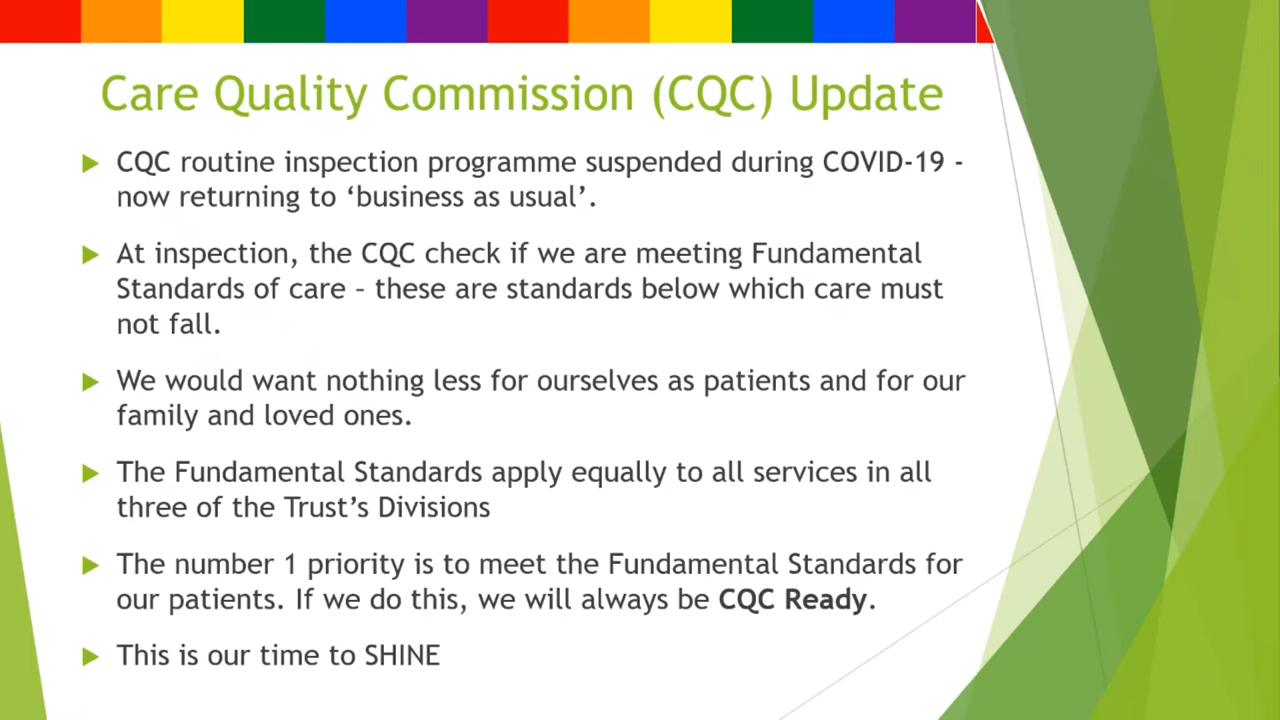 Care Quality Commission (CQC) Update
CQC routine inspection programme suspended during COVID-19 -
now returning to ‘business as usual’.
At inspection, the CQC check if we are meeting Fundamental
Standards of care – these are standards below which care must
not fall.
We would want nothing less for ourselves as patients and for our
family and loved ones.
The Fundamental Standards apply equally to all services in all
three of the Trust’s Divisions
The number 1 priority is to meet the Fundamental Standards for
our patients. If we do this, we will always be CQC Ready.
This is our time to SHINE